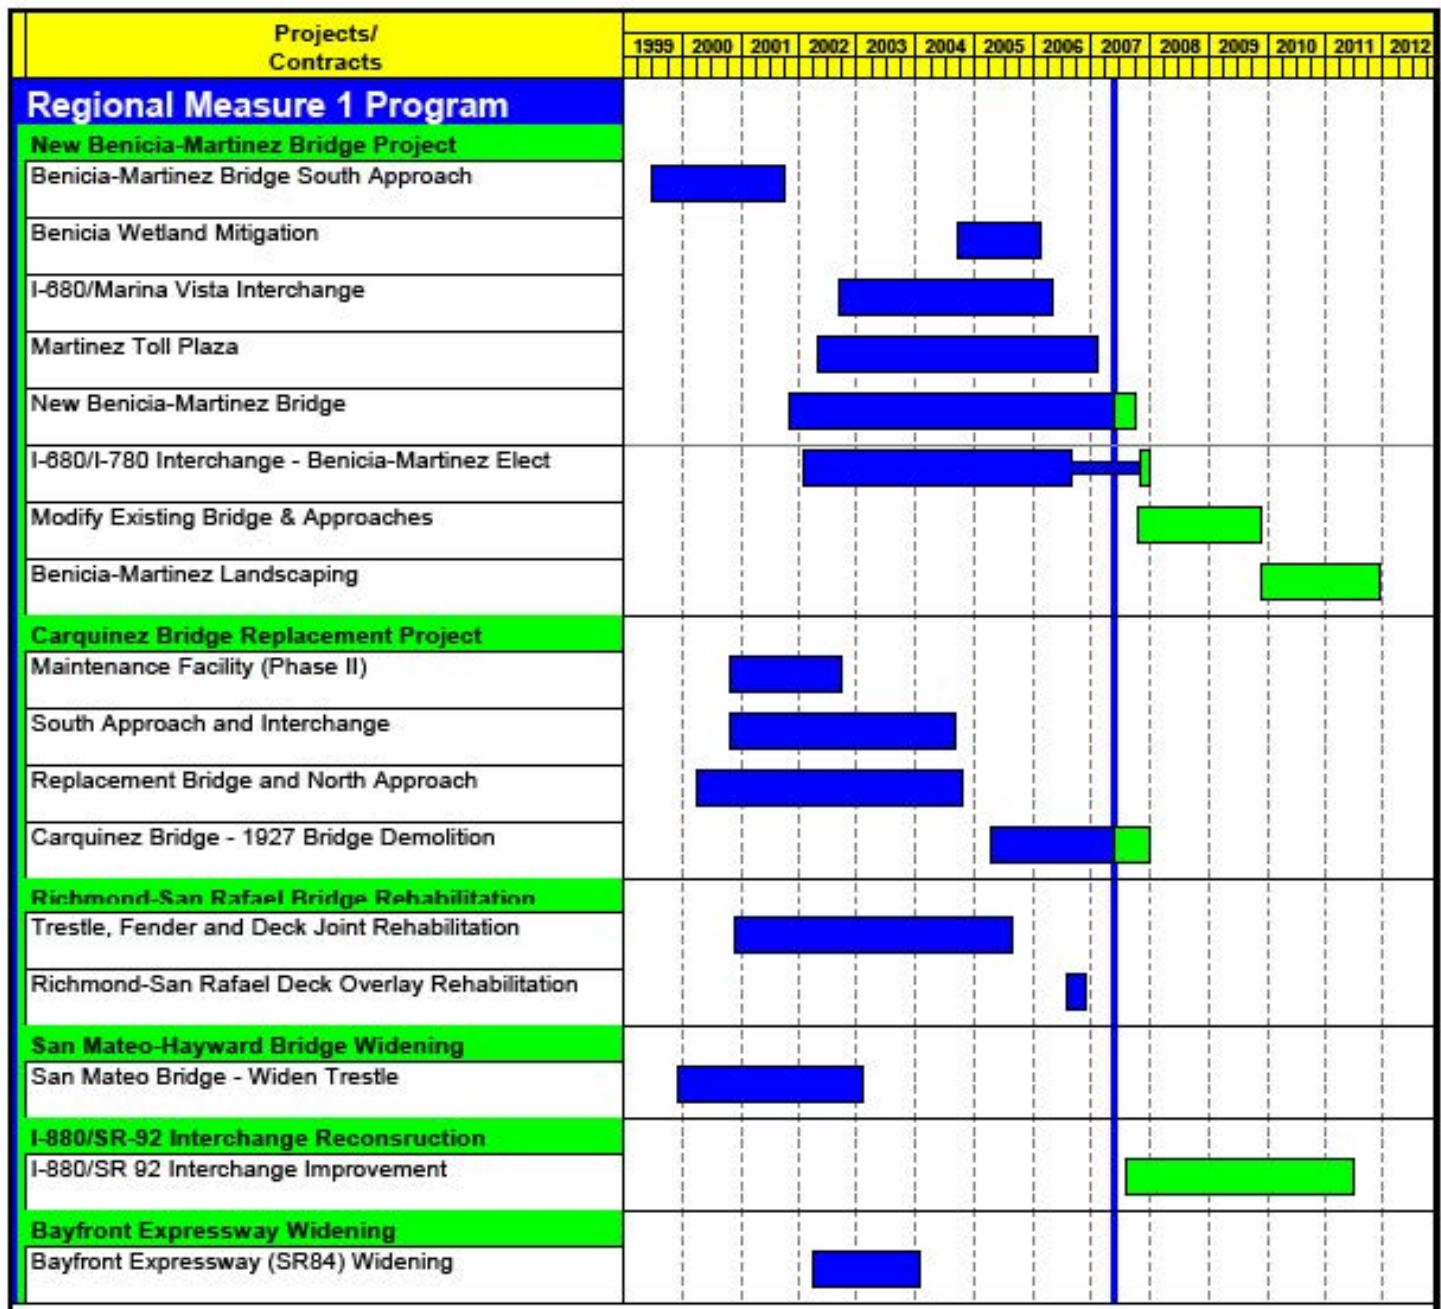 Projects/
Contracts
1999 2000 2001 2002 2003 2004 2005 2006 2007 2008 2009 2010 2011 2012
Regional Measure 1 Program
New Benicia-Martinez Bridge Project
Benicia-Martinez Bridge South Approach
Benicia Wetland Mitigation
I-680/Marina Vista Interchange
Martinez Toll Plaza
New Benicia-Martinez Bridge
I-680/I-780 Interchange - Benicia-Martinez Elect
Modify Existing Bridge & Approaches
Benicia-Martinez Landscaping
Carquinez Bridge Replacement Project
Maintenance Facility (Phase II)
South Approach and Interchange
Replacement Bridge and North Approach
Carquinez Bridge - 1927 Bridge Demolition
Richmond-San Rafael Bridge Rehabilitation
Trestle, Fender and Deck Joint Rehabilitation
Richmond-San Rafael Deck Overlay Rehabilitation
San Mateo-Hayward Bridge Widening
San Mateo Bridge - Widen Trestle
I-880/SR-92 Interchange Reconsruction
I-880/SR 92 Interchange Improvement
Bayfront Expressway Widening
Bayfront Expressway (SR84) Widening